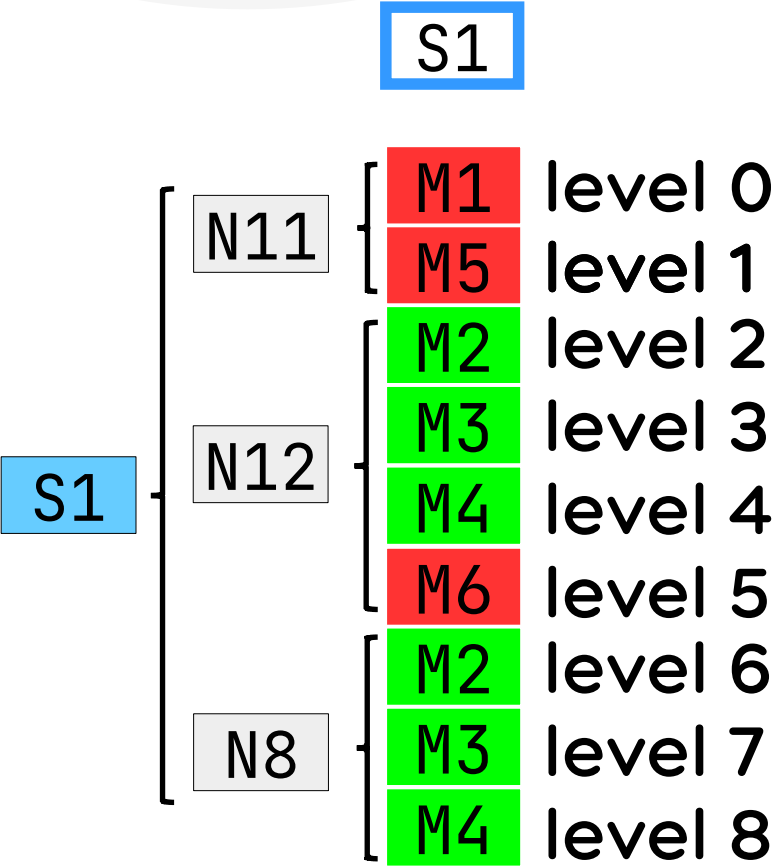 S1
M1 level 0
N11
M5 level 1
M2 level 2
M3 level 3
N12
M4 level 4
S1
M6 level 5
M2 level 6
N8
M3 level 7
M4 level 8